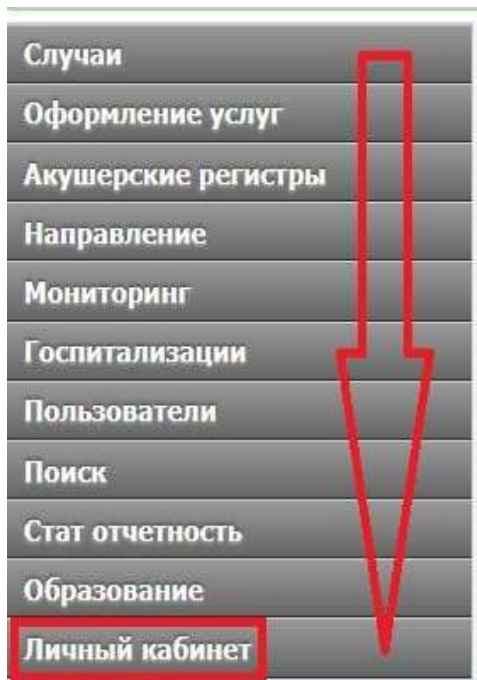 Случаи
Оформление услуг
Акушерские регистры
Направление
Мониторинг
Госпитализации
Пользователи
Поиск
Стат отчетность
Образование
Личный кабинет